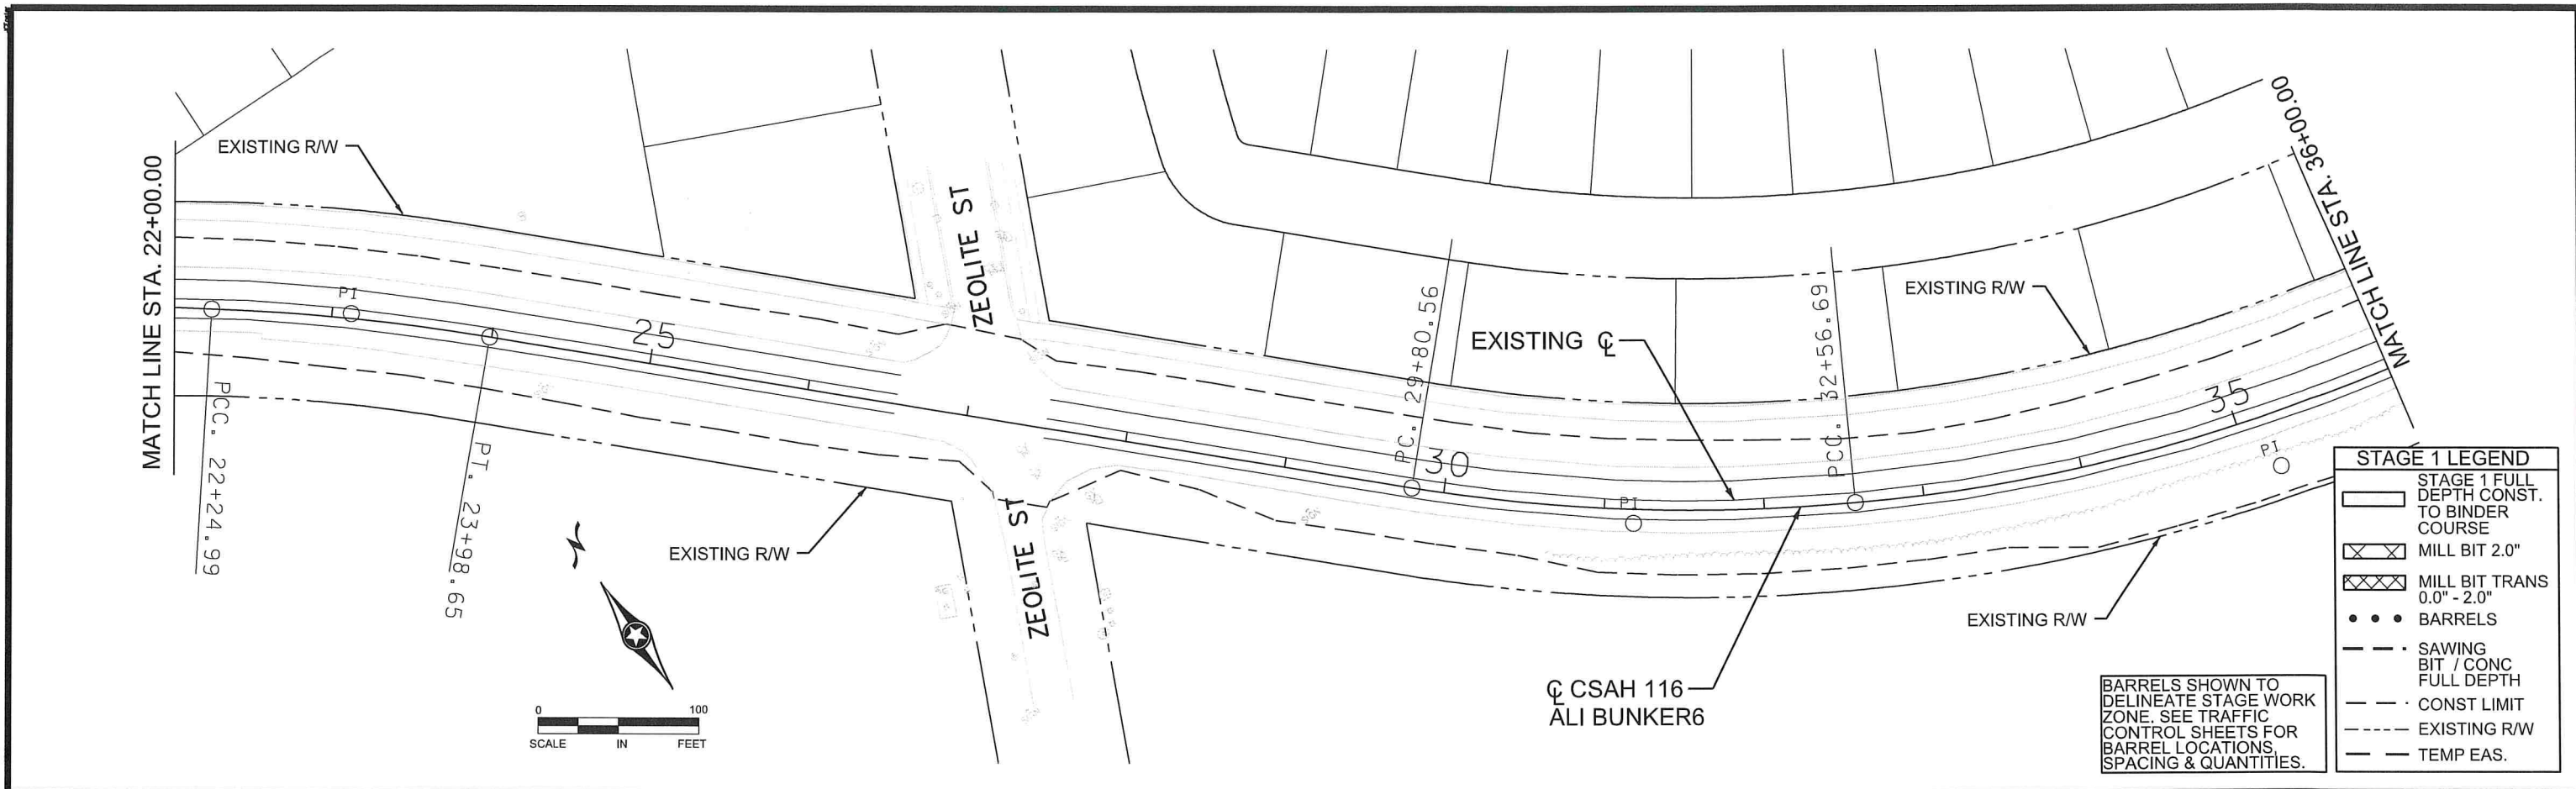 MATCH LINE STA. 22+00.00
EXISTING R/W
PI
PCC. 22+24.99
PT. 23+98.65
25
ZEOLITE ST
ZEOLITE ST
EXISTING R/W
0 100
SCALE IN FEET
PC. 29+80.56
30
EXISTING ℄
PI
PCC. 32+56.69
EXISTING R/W
35
PI
MATCH LINE STA. 36+00.00
EXISTING R/W
℄ CSAH 116
ALI BUNKER6
BARRELS SHOWN TO
DELINEATE STAGE WORK
ZONE. SEE TRAFFIC
CONTROL SHEETS FOR
BARREL LOCATIONS,
SPACING & QUANTITIES.
STAGE 1 LEGEND
STAGE 1 FULL
DEPTH CONST.
TO BINDER
COURSE
MILL BIT 2.0"
MILL BIT TRANS
0.0" - 2.0"
BARRELS
SAWING
BIT / CONC
FULL DEPTH
CONST LIMIT
EXISTING R/W
TEMP EAS.